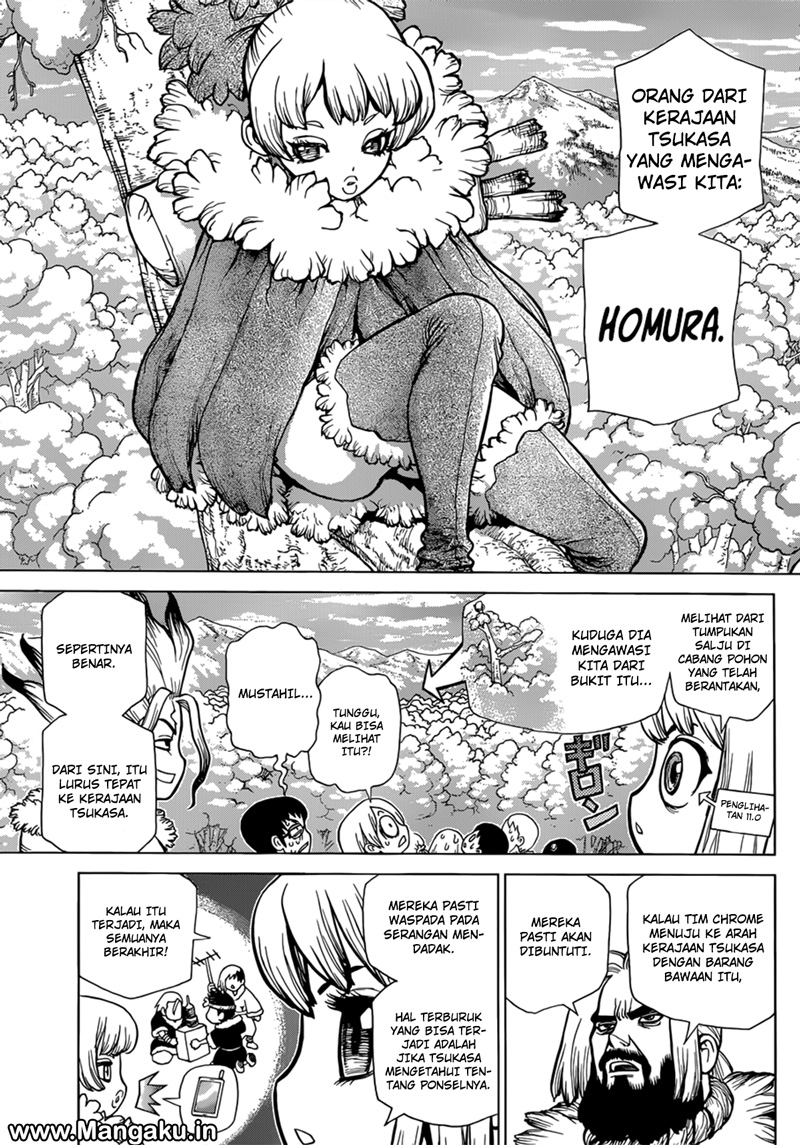 ORANG DARI
KERAJAAN
TSUKASA
YANG MENGA-
WASI KITA:
HOMURA.
MELIHAT DARI
TUMPUKAN
SALJU DI
CABANG POHON
YANG TELAH
BERANTAKAN,
KUDUGA DIA
MENGAWASI
KITA DARI
BUKIT ITU...
PENGLIHA-
TAN 11.0
ギロン
TUNGGU,
KAU BISA
MELIHAT
ITU?!
MUSTAHIL...
SEPERTINYA
BENAR.
DARI SINI, ITU
LURUS TEPAT
KE KERAJAAN
TSUKASA.
KALAU TIM CHROME
MENUJU KE ARAH
KERAJAAN TSUKASA
DENGAN BARANG
BAWAAN ITU,
MEREKA
PASTI AKAN
DIBUNTUTI.
MEREKA PASTI
WASPADA PADA
SERANGAN MEN-
DADAK.
HAL TERBURUK
YANG BISA TER-
JADI ADALAH
JIKA TSUKASA
MENGETAHUI TEN-
TANG PONSELNYA.
KALAU ITU
TERJADI, MAKA
SEMUANYA
BERAKHIR!
www.Mangaku.in